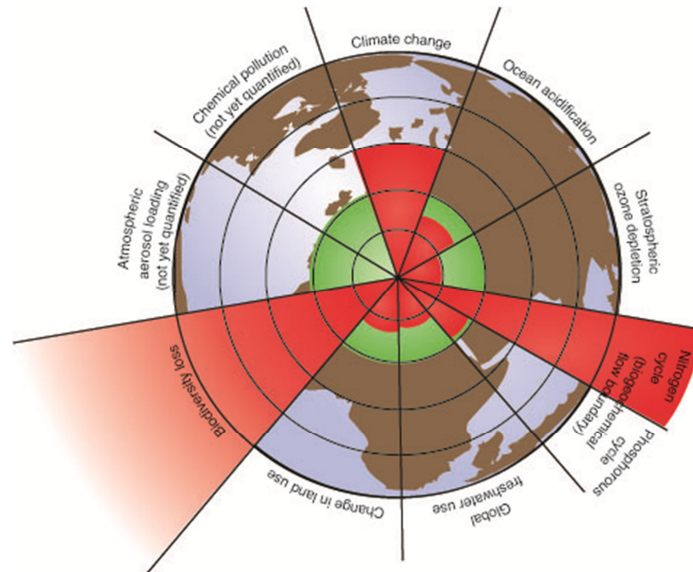 Climate change
Ocean acidification
Stratospheric
ozone depletion
Nitrogen
cycle
(biogeochemical
flow boundary)
Phosphorous
cycle
Global
freshwater use
Change in land use
Biodiversity loss
Atmospheric
aerosol loading
(not yet quantified)
Chemical pollution
(not yet quantified)